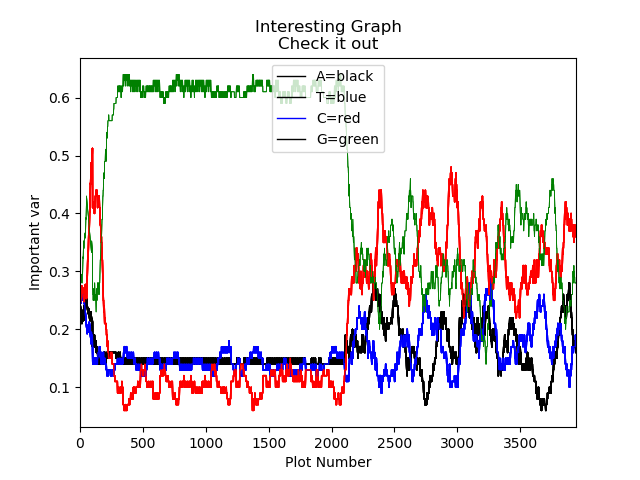 Interesting Graph
Check it out
A=black
T=blue
C=red
G=green
Important var
0.6
0.5
0.4
0.3
0.2
0.1
0 500 1000 1500 2000 2500 3000 3500
Plot Number